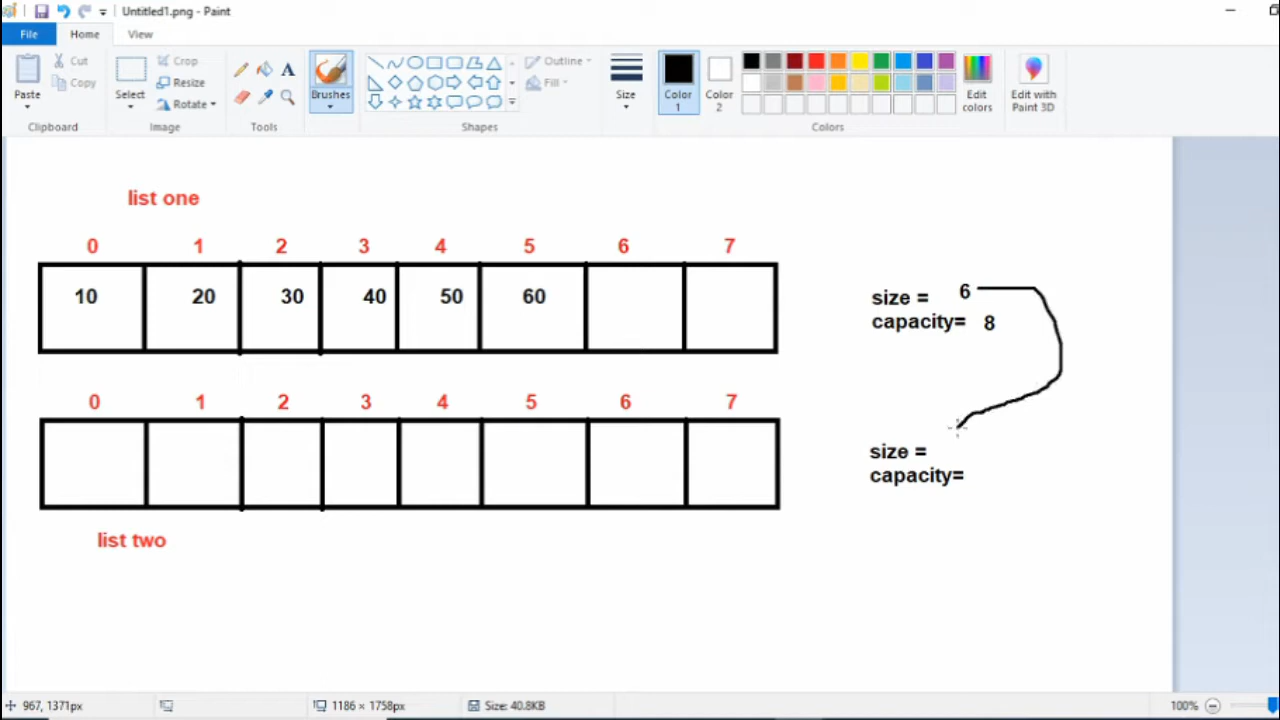 Untitled1.png - Paint
File Home View
Paste
Cut
Copy
Clipboard
Select
Crop
Resize
Rotate
Image
A
Tools
Brushes
Outline
Fill
Shapes
Size
Color 1
Color 2
Colors
Edit colors
Edit with Paint 3D
list one
0 1 2 3 4 5 6 7
10 20 30 40 50 60
size = 6
capacity= 8
0 1 2 3 4 5 6 7
size =
capacity=
list two
967, 1371px
1186 × 1758px
Size: 40.8KB
100%